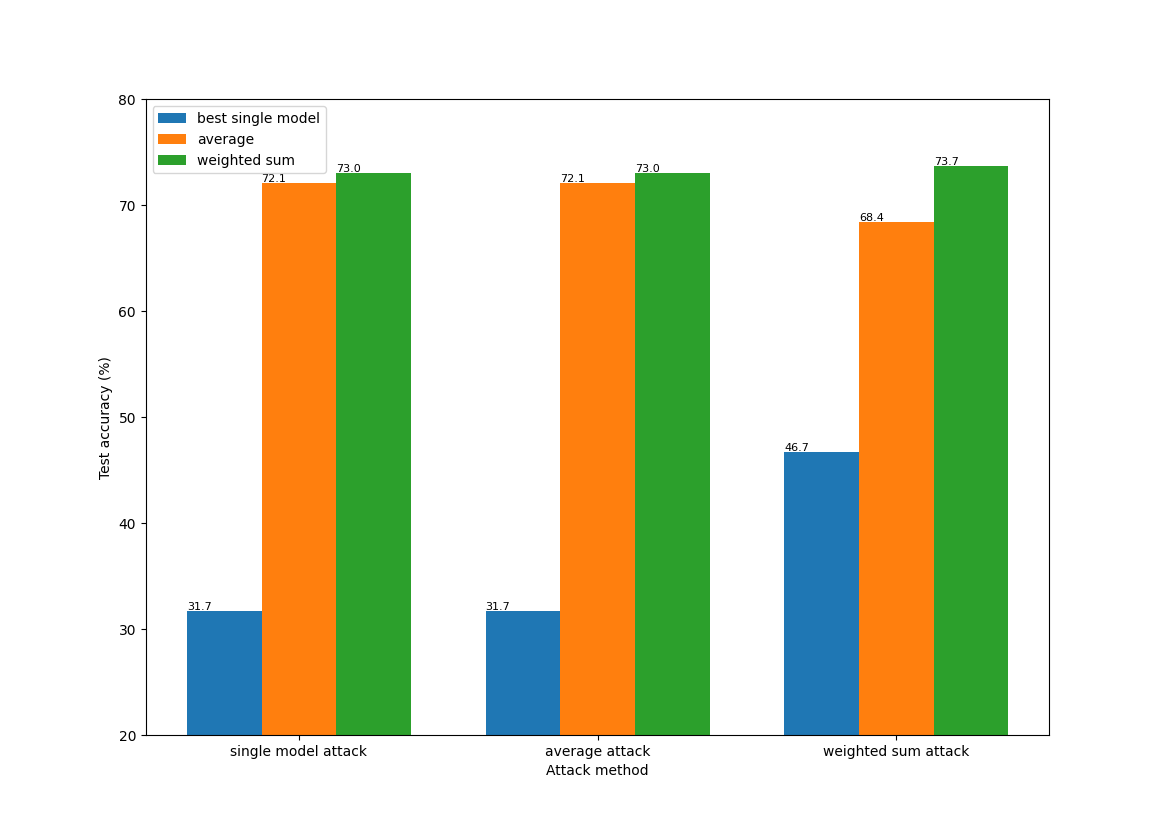 80
70
60
50
40
30
20
Test accuracy (%)
best single model
average
weighted sum
31.7
72.1
73.0
31.7
72.1
73.0
46.7
68.4
73.7
single model attack
average attack
weighted sum attack
Attack method